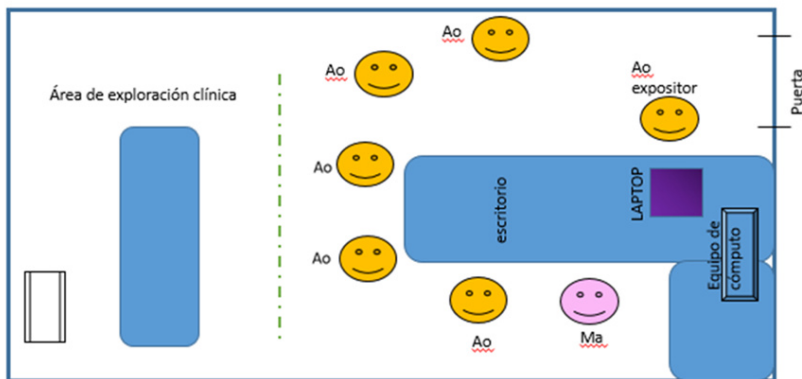 Ao
Ao
Ao
expositor
Puerta
Área de exploración clínica
Ao
escritorio
LAPTOP
Equipo de
cómputo
Ao
Ao
Ma